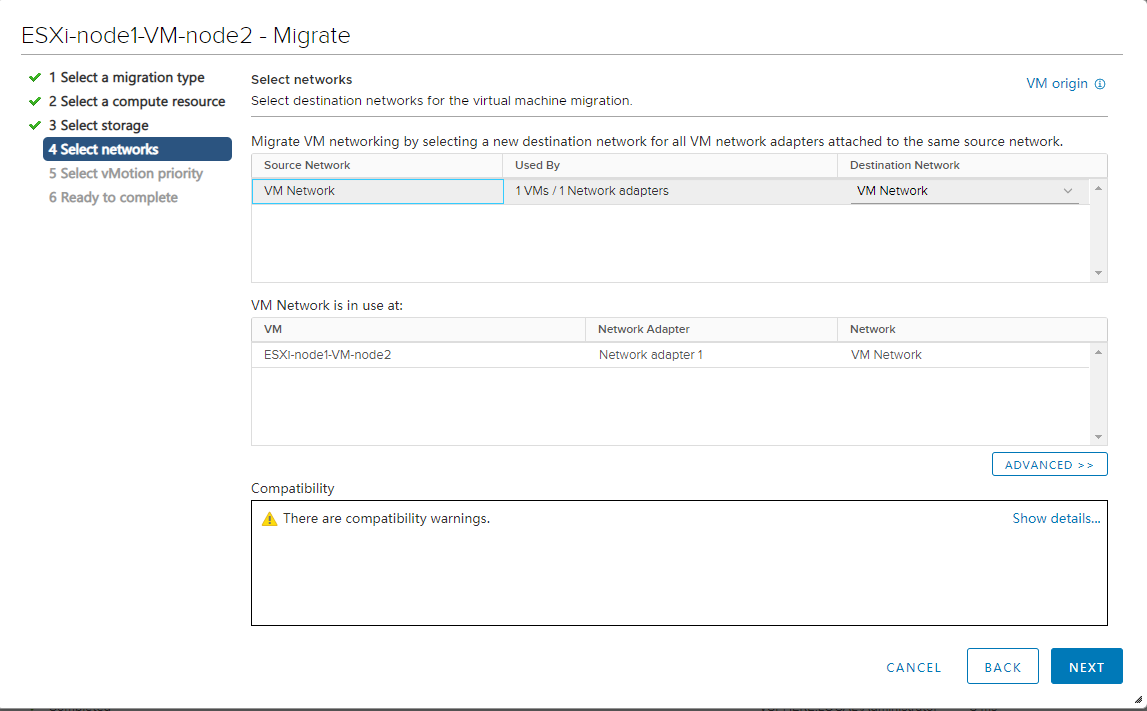 ESXi-node1-VM-node2 - Migrate
1 Select a migration type
2 Select a compute resource
3 Select storage
4 Select networks
5 Select vMotion priority
6 Ready to complete
Select networks
VM origin
Select destination networks for the virtual machine migration.
Migrate VM networking by selecting a new destination network for all VM network adapters attached to the same source network.
Source Network Used By Destination Network
VM Network 1 VMs / 1 Network adapters VM Network
VM Network is in use at:
VM Network Adapter Network
ESXi-node1-VM-node2 Network adapter 1 VM Network
ADVANCED >>
Compatibility
There are compatibility warnings. Show details...
CANCEL BACK NEXT